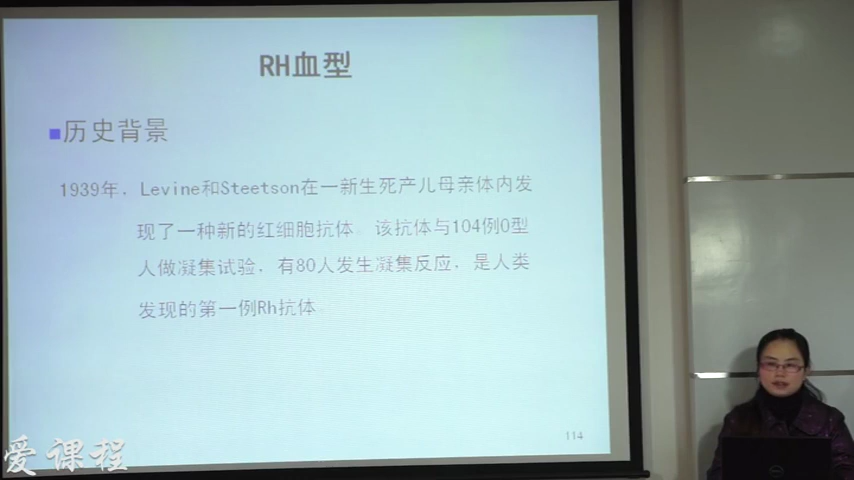 RH血型
历史背景
1939年，Levine和Steetson在一新生死产儿母亲体内发
现了一种新的红细胞抗体。该抗体与104例O型
人做凝集试验，有80人发生凝集反应，是人类
发现的第一例Rh抗体
114
爱课程
DELL